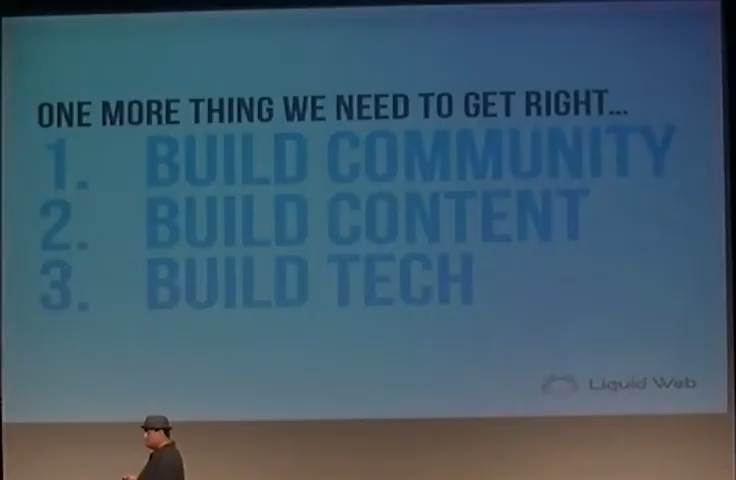 ONE MORE THING WE NEED TO GET RIGHT...
1. BUILD COMMUNITY
2. BUILD CONTENT
3. BUILD TECH
Liquid Web